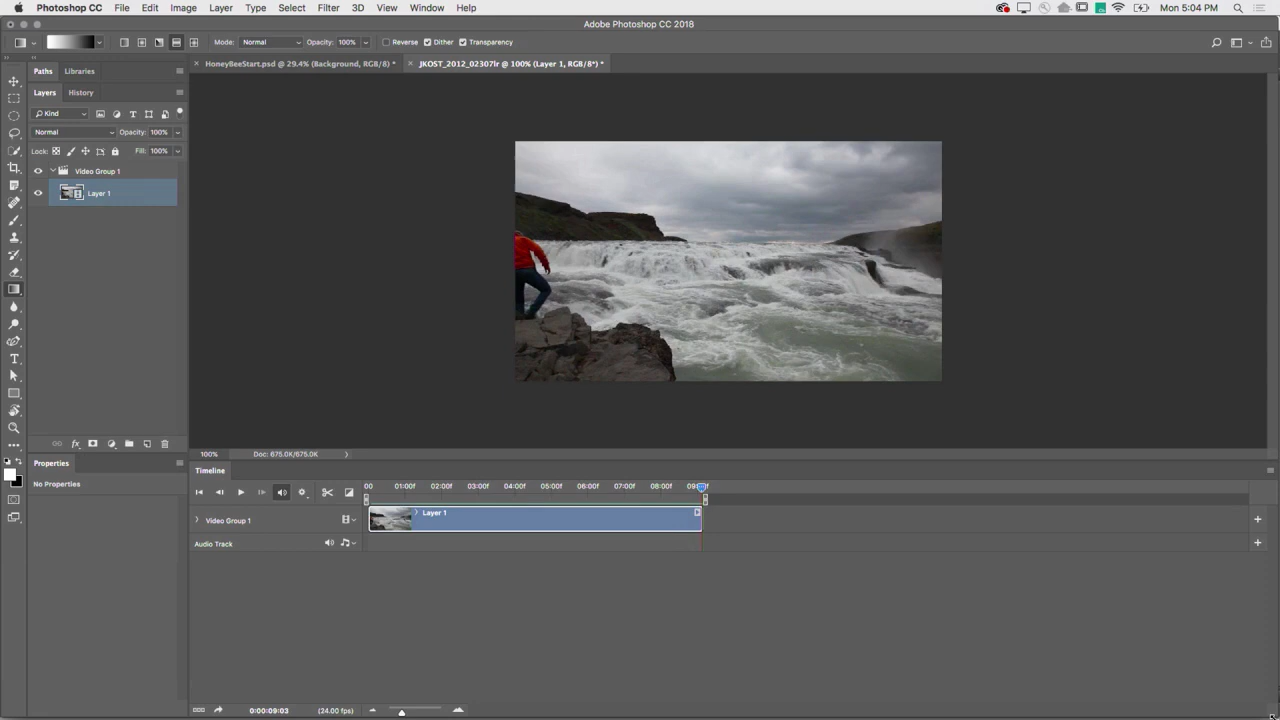 Photoshop CC File Edit Image Layer Type Select Filter 3D View Window Help Mon 5:04 PM
Adobe Photoshop CC 2018
Mode: Normal Opacity: 100% Reverse Dither Transparency
Paths Libraries
HoneyBeeStart.psd @ 29.4% (Background, RGB/8) * JKOST_2012_02307lr @ 100% (Layer 1, RGB/8*) *
Layers History
Kind
Normal Opacity: 100%
Lock: Fill: 100%
Video Group 1
Layer 1
100% Doc: 675.0K/675.0K
Properties
Timeline
No Properties
00 01:00f 02:00f 03:00f 04:00f 05:00f 06:00f 07:00f 08:00f
Layer 1
Video Group 1
Audio Track
0:00:09:03 (24.00 fps)